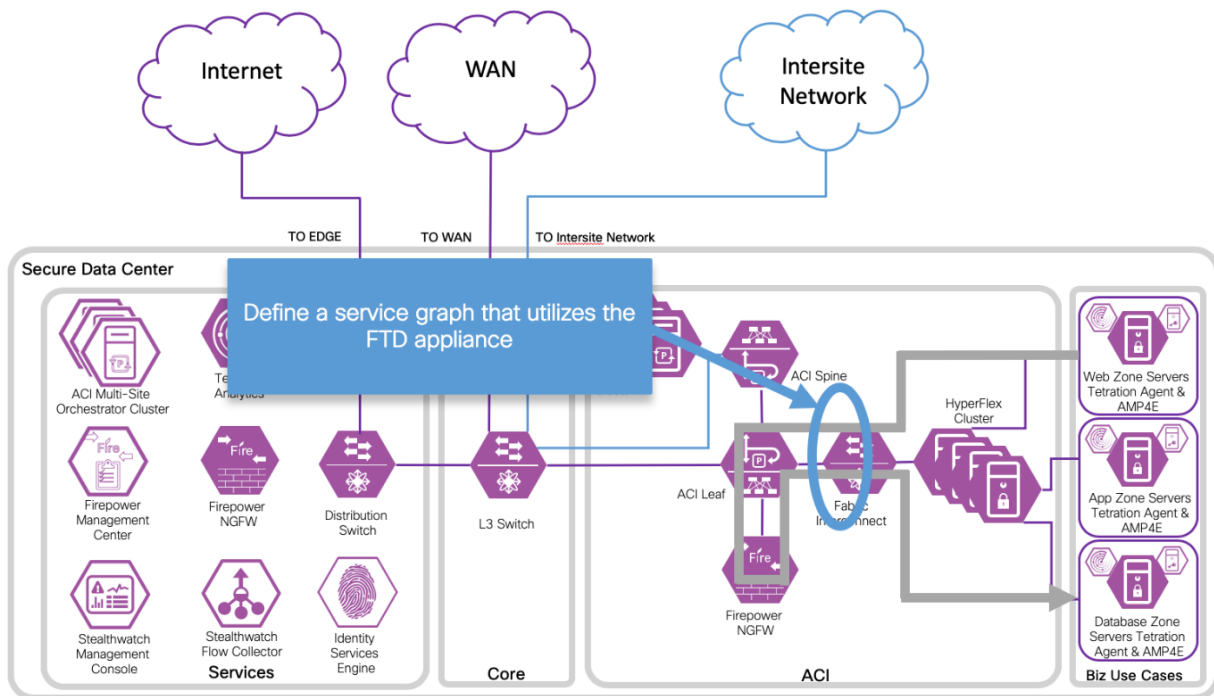 Internet
WAN
Intersite
Network
TO EDGE
TO WAN
TO Intersite Network
Secure Data Center
Define a service graph that utilizes the
FTD appliance
ACI Multi-Site
Orchestrator Cluster
Te
Analytics
ACI Spine
Web Zone Servers
Tetration Agent &
AMP4E
HyperFlex
Cluster
Fire
Firepower
Management
Center
Fire
Firepower
NGFW
Distribution
Switch
L3 Switch
ACI Leaf
Fabric
Interconnect
App Zone Servers
Tetration Agent &
AMP4E
Fire
Firepower
NGFW
Database Zone
Servers Tetration
Agent & AMP4E
Stealthwatch
Management
Console
Stealthwatch
Flow Collector
Identity
Services
Engine
Services
Core
ACI
Biz Use Cases